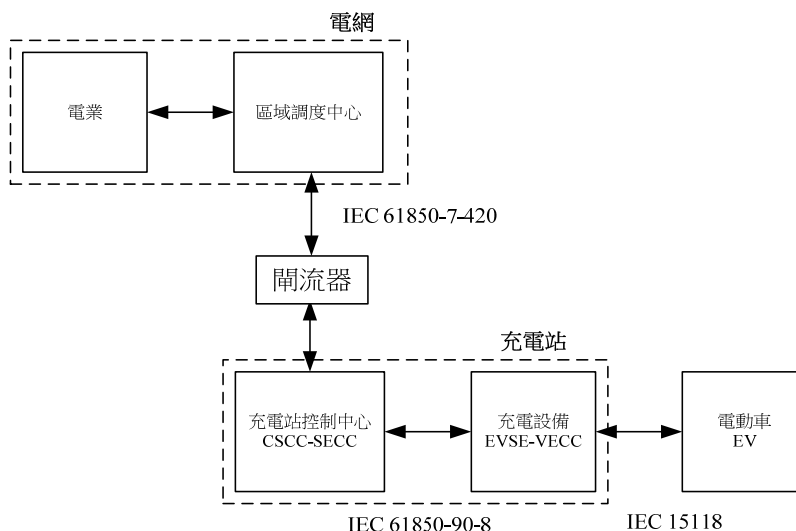 電網
電業
區域調度中心
IEC 61850-7-420
閘流器
充電站
充電站控制中心
CSCC-SECC
充電設備
EVSE-VECC
電動車
EV
IEC 61850-90-8
IEC 15118